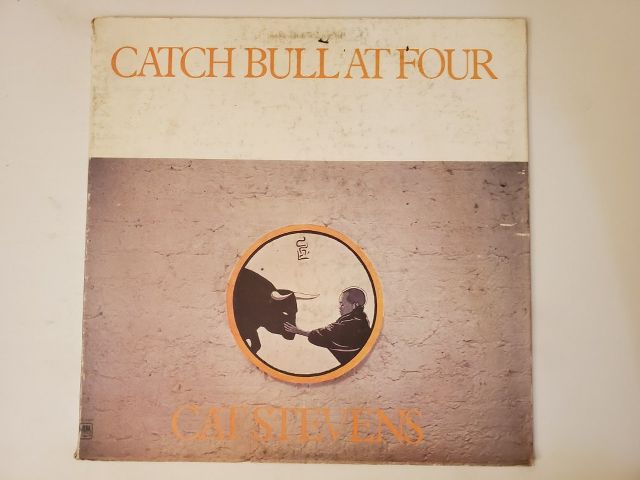 CATCH BULL AT FOUR
CAT STEVENS